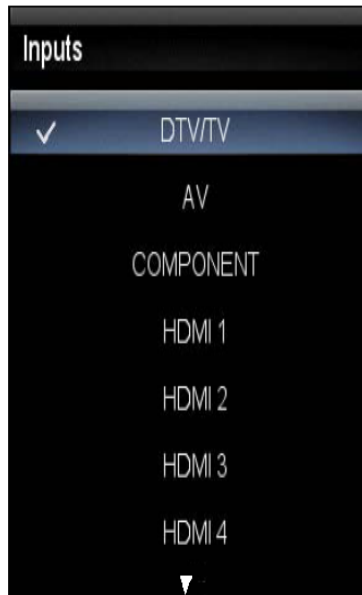 Inputs
DTV/TV
AV
COMPONENT
HDMI 1
HDMI 2
HDMI 3
HDMI 4